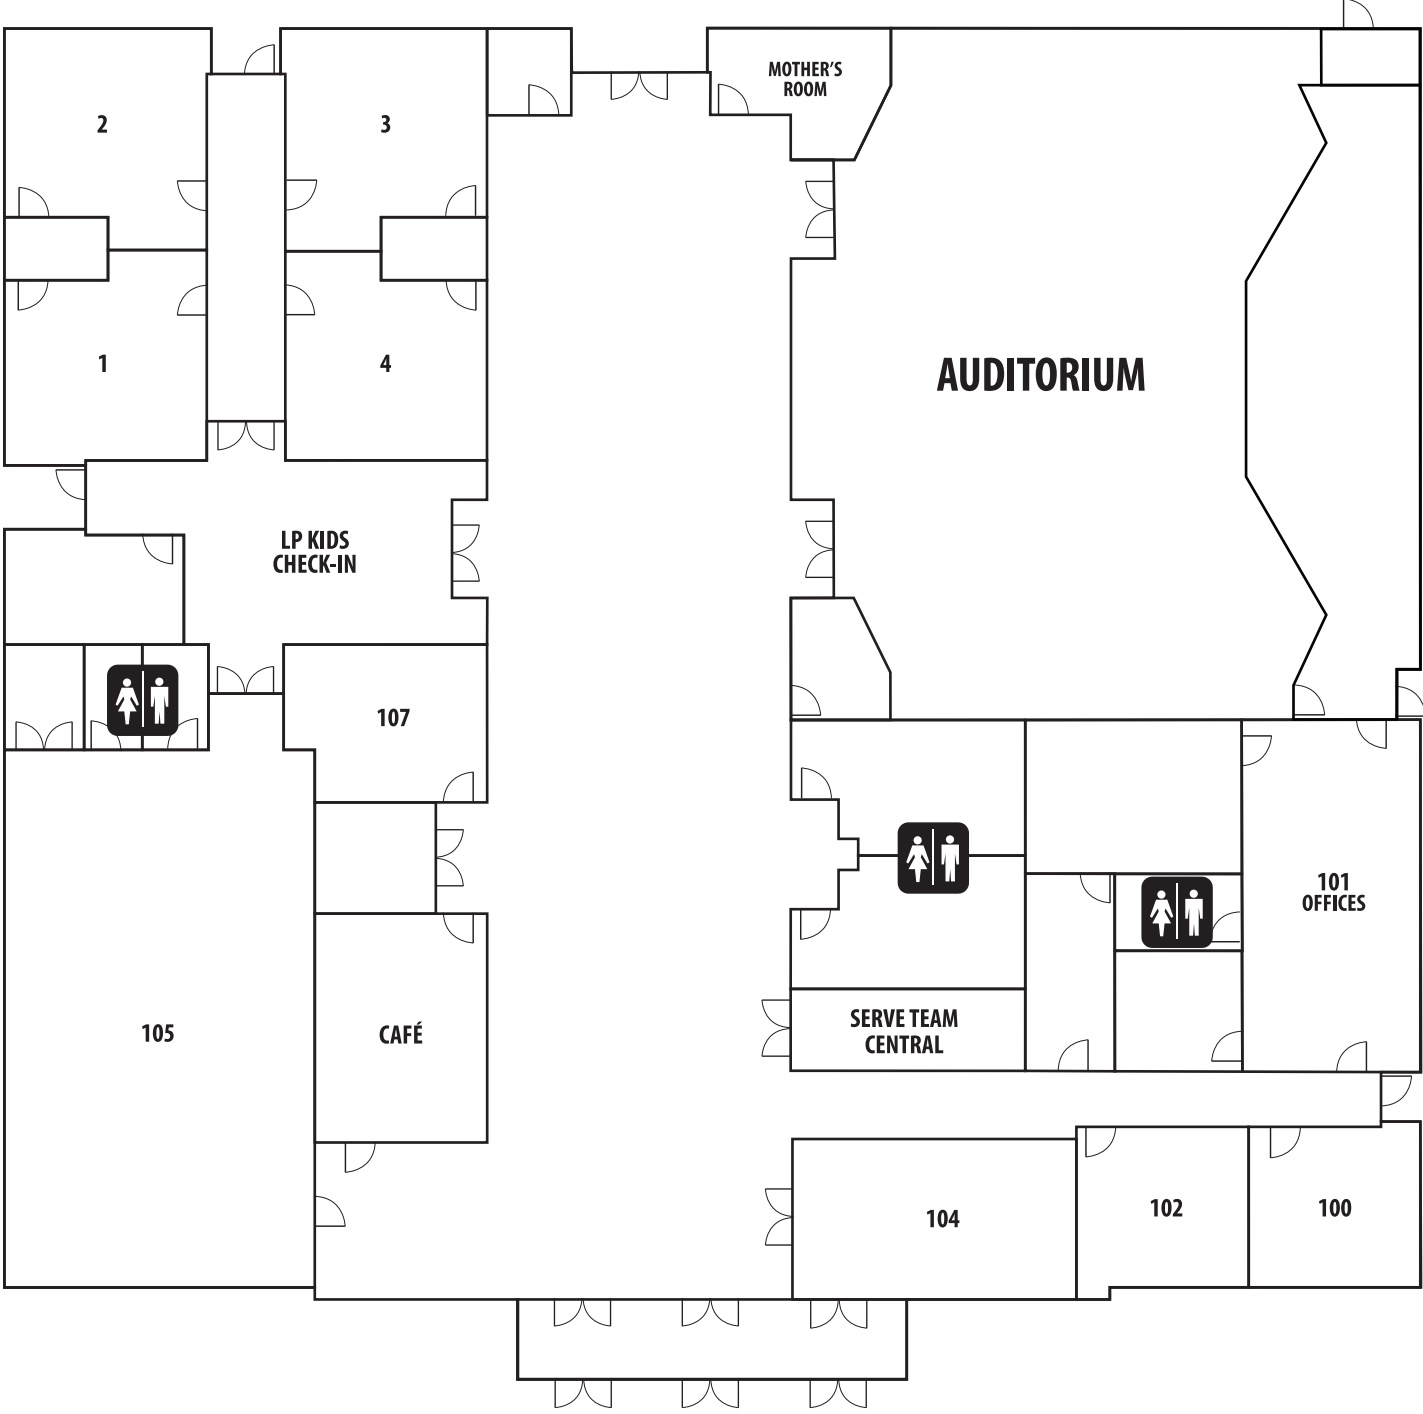 MOTHER'S
ROOM
2
3
AUDITORIUM
1
4
LP KIDS
CHECK-IN
107
101
OFFICES
105
CAFÉ
SERVE TEAM
CENTRAL
104
102
100